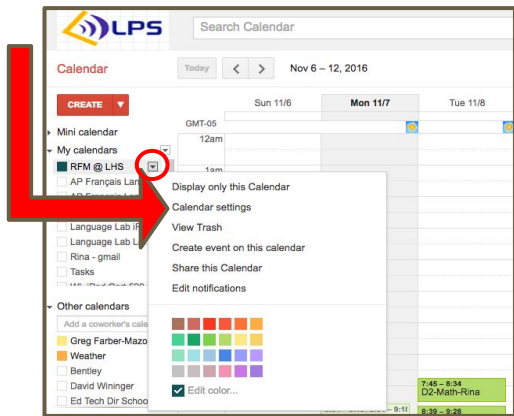 LPS
Search Calendar
Calendar
Today
Nov 6 – 12, 2016
CREATE
Sun 11/6
Mon 11/7
Tue 11/8
GMT-05
Mini calendar
12am
My calendars
RFM @ LHS
1am
AP Français Lan
Display only this Calendar
Calendar settings
Language Lab iP
View Trash
Language Lab L
Create event on this calendar
Rina - gmail
Share this Calendar
Tasks
Edit notifications
Other calendars
Add a coworker's cale
Greg Farber-Mazo
Weather
Bentley
7:45 – 8:34
David Wininger
D2-Math-Rina
Ed Tech Dir Schoo
Edit color...
8:39 – 9:28